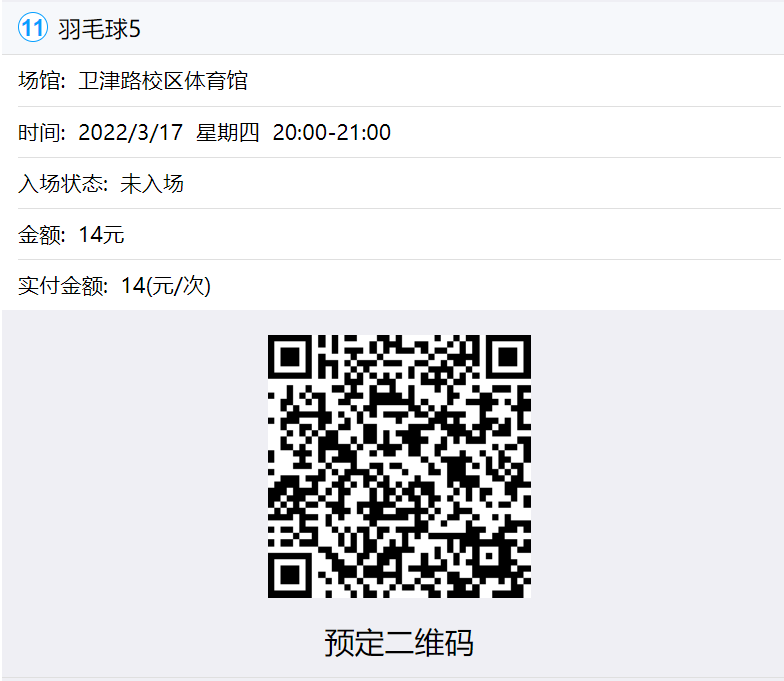 11 羽毛球5
场馆: 卫津路校区体育馆
时间: 2022/3/17 星期四 20:00-21:00
入场状态: 未入场
金额: 14元
实付金额: 14(元/次)
预定二维码